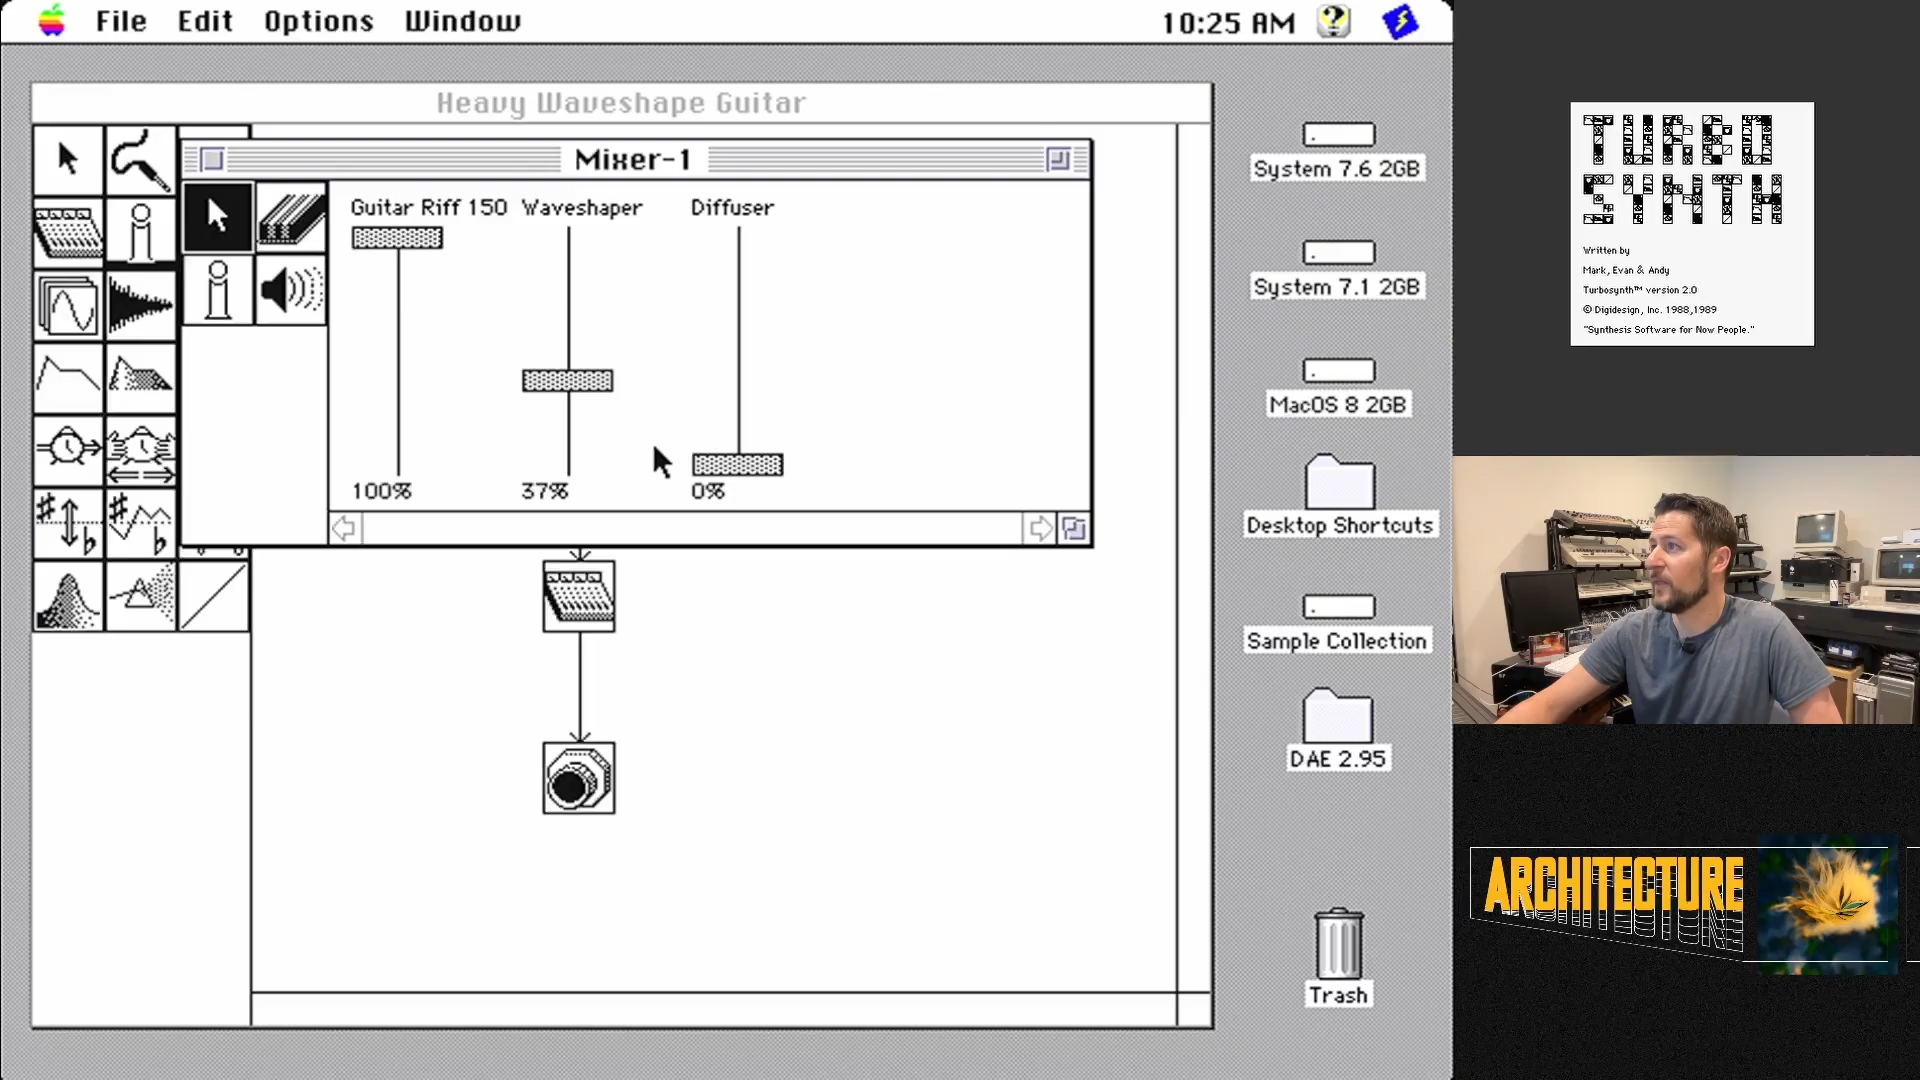 File Edit Options Window 10:25 AM
Heavy Waveshape Guitar
Mixer-1
Guitar Riff 150 Waveshaper Diffuser
100% 37% 0%
System 7.6 2GB
System 7.1 2GB
MacOS 8 2GB
Desktop Shortcuts
Sample Collection
DAE 2.95
Trash
TURBO
SYNTH
Written by
Mark, Evan & Andy
Turbosynth™ version 2.0
© Digidesign, Inc. 1988,1989
"Synthesis Software for Now People."
ARCHITECTURE